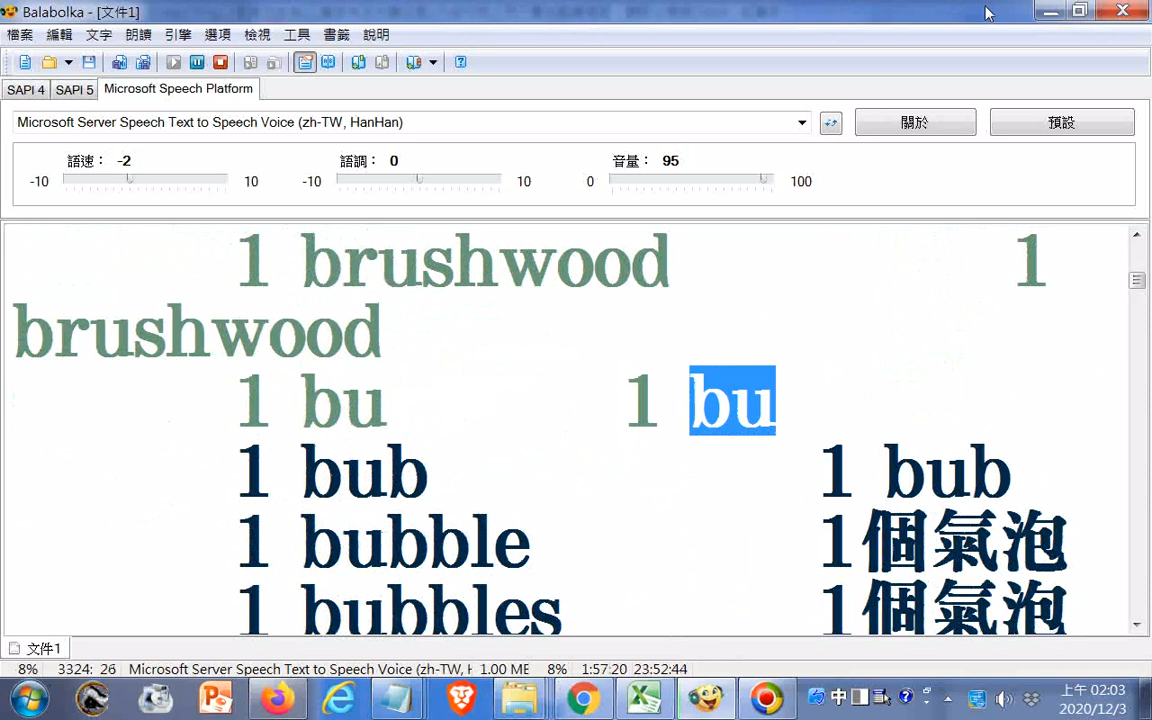 Balabolka - [文件1]
檔案 編輯 文字 朗讀 引擎 選項 檢視 工具 書籤 說明
SAPI 4 SAPI 5 Microsoft Speech Platform
Microsoft Server Speech Text to Speech Voice (zh-TW, HanHan) 關於 預設
語速： -2 語調： 0 音量： 95
-10 10 -10 10 0 100
1 brushwood 1
brushwood
1 bu 1 bu
1 bub 1 bub
1 bubble 1個氣泡
1 bubbles 1個氣泡
文件1
8% 3324: 26 Microsoft Server Speech Text to Speech Voice (zh-TW, H 1.00 ME 8% 1:57:20 23:52:44
中 上午 02:03
2020/12/3